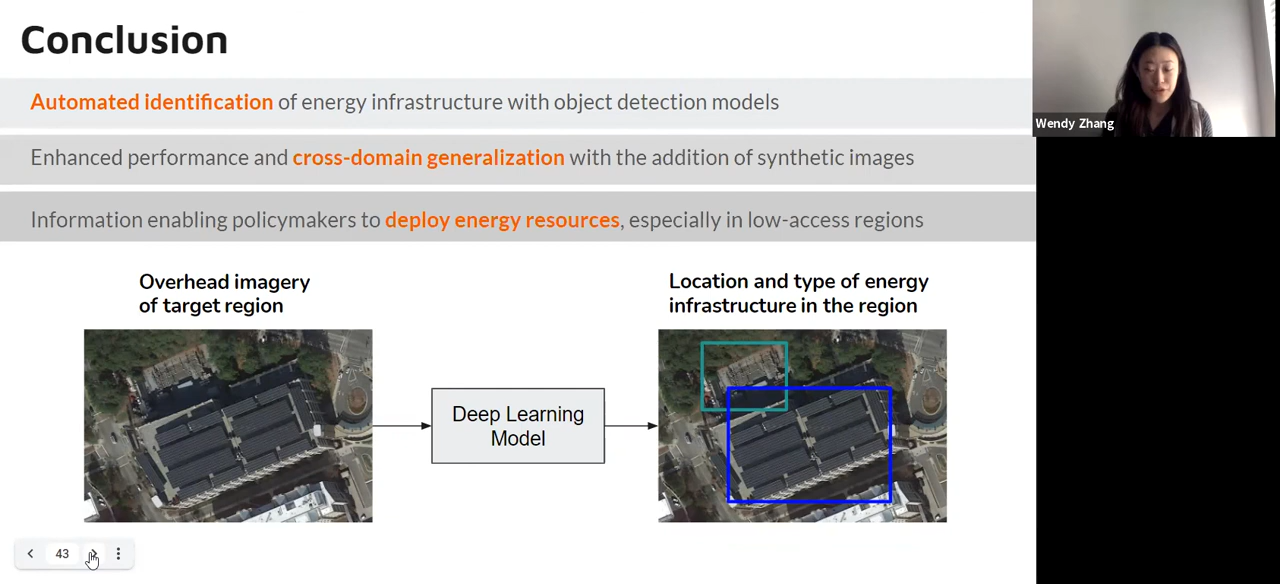 Conclusion
Automated identification of energy infrastructure with object detection models
Enhanced performance and cross-domain generalization with the addition of synthetic images
Information enabling policymakers to deploy energy resources, especially in low-access regions
Overhead imagery
of target region
Location and type of energy
infrastructure in the region
Deep Learning
Model
43
Wendy Zhang